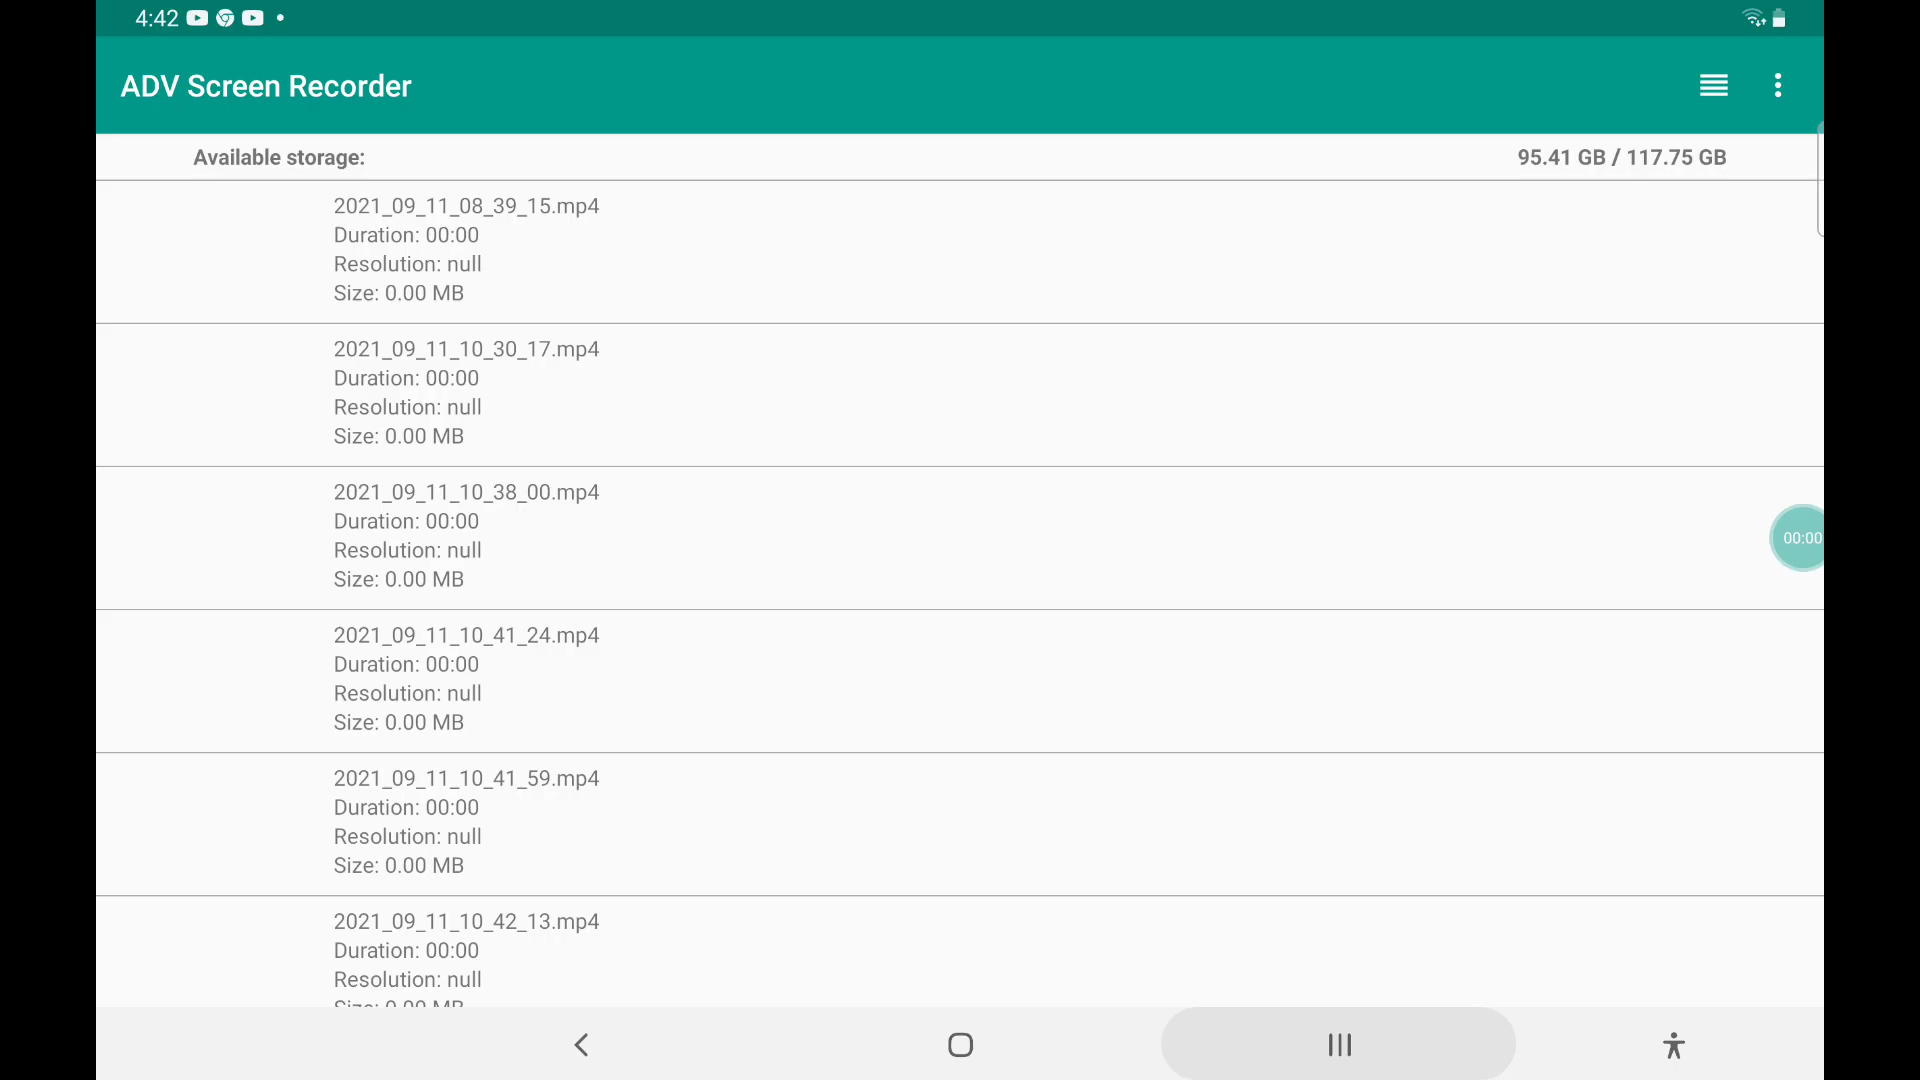 4:42
ADV Screen Recorder
Available storage: 95.41 GB / 117.75 GB
2021_09_11_08_39_15.mp4
Duration: 00:00
Resolution: null
Size: 0.00 MB
2021_09_11_10_30_17.mp4
Duration: 00:00
Resolution: null
Size: 0.00 MB
2021_09_11_10_38_00.mp4
Duration: 00:00
Resolution: null
Size: 0.00 MB
00:00
2021_09_11_10_41_24.mp4
Duration: 00:00
Resolution: null
Size: 0.00 MB
2021_09_11_10_41_59.mp4
Duration: 00:00
Resolution: null
Size: 0.00 MB
2021_09_11_10_42_13.mp4
Duration: 00:00
Resolution: null
Size: 0.00 MB